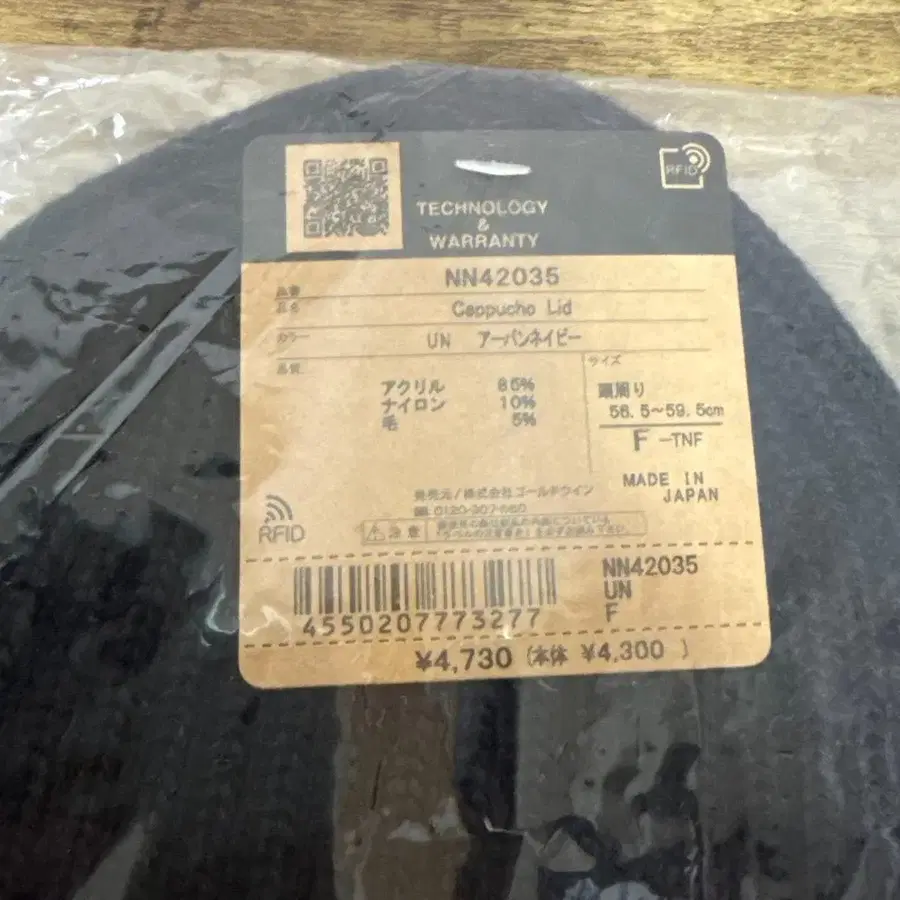 RFID
TECHNOLOGY
&
WARRANTY
品番 NN42035
品名 Cappucho Lid
カラー UN アーバンネイビー
品質
アクリル 85%
ナイロン 10%
毛 5%
サイズ
頭周り
56.5~59.5cm
F -TNF
MADE IN
JAPAN
発売元/株式会社ゴールドウイン
RFID
注意
NN42035
UN
F
4550207773277
¥4,730 (本体 ¥4,300 )